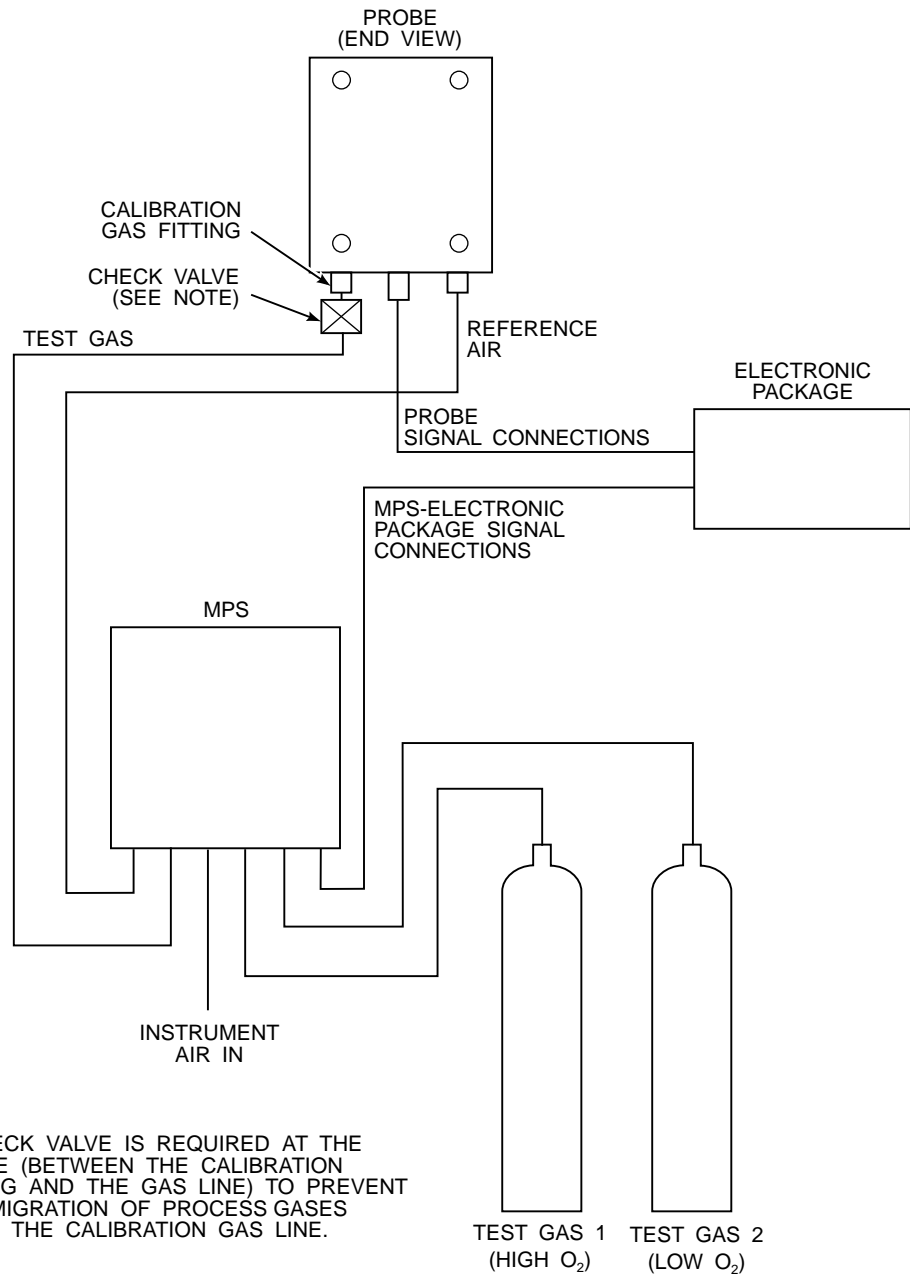 PROBE
(END VIEW)
CALIBRATION
GAS FITTING
CHECK VALVE
(SEE NOTE)
TEST GAS
REFERENCE
AIR
ELECTRONIC
PACKAGE
PROBE
SIGNAL CONNECTIONS
MPS-ELECTRONIC
PACKAGE SIGNAL
CONNECTIONS
MPS
INSTRUMENT
AIR IN
VALVE IS REQUIRED AT THE
(BETWEEN THE CALIBRATION
AND THE GAS LINE) TO PREVENT
MIGRATION OF PROCESS GASES
THE CALIBRATION GAS LINE.
TEST GAS 1
(HIGH O₂)
TEST GAS 2
(LOW O₂)